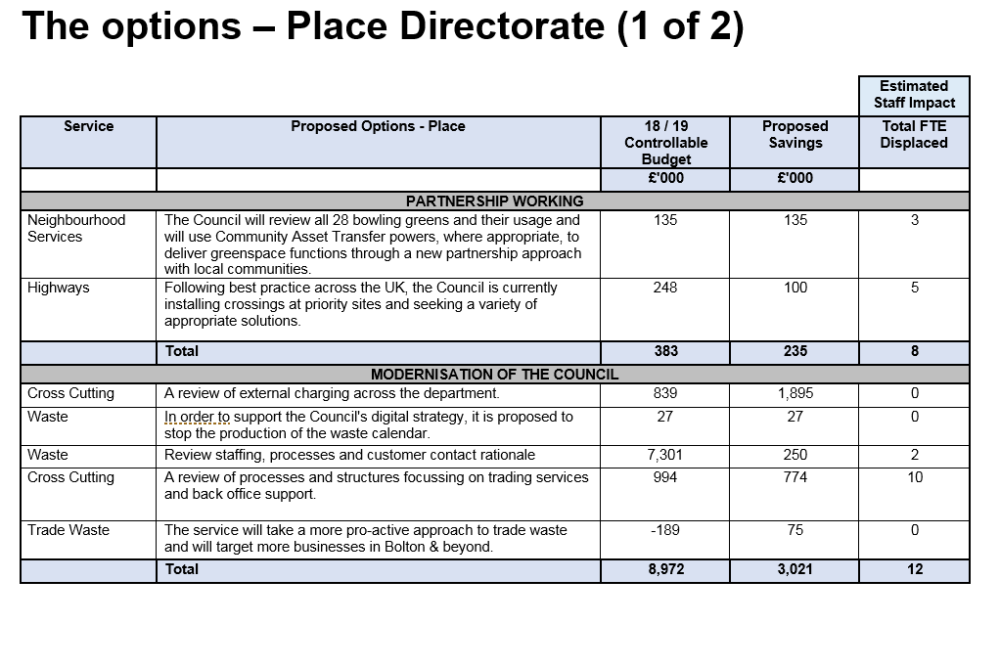 The options – Place Directorate (1 of 2)
Estimated
Staff Impact
Service
Proposed Options - Place
18 / 19
Controllable
Budget
Proposed
Savings
Total FTE
Displaced
£'000
£'000
PARTNERSHIP WORKING
Neighbourhood
Services
The Council will review all 28 bowling greens and their usage and
will use Community Asset Transfer powers, where appropriate, to
deliver greenspace functions through a new partnership approach
with local communities.
135
135
3
Highways
Following best practice across the UK, the Council is currently
installing crossings at priority sites and seeking a variety of
appropriate solutions.
248
100
5
Total
383
235
8
MODERNISATION OF THE COUNCIL
Cross Cutting
A review of external charging across the department.
839
1,895
0
Waste
In order to support the Council's digital strategy, it is proposed to
stop the production of the waste calendar.
27
27
0
Waste
Review staffing, processes and customer contact rationale
7,301
250
2
Cross Cutting
A review of processes and structures focussing on trading services
and back office support.
994
774
10
Trade Waste
The service will take a more pro-active approach to trade waste
and will target more businesses in Bolton & beyond.
-189
75
0
Total
8,972
3,021
12